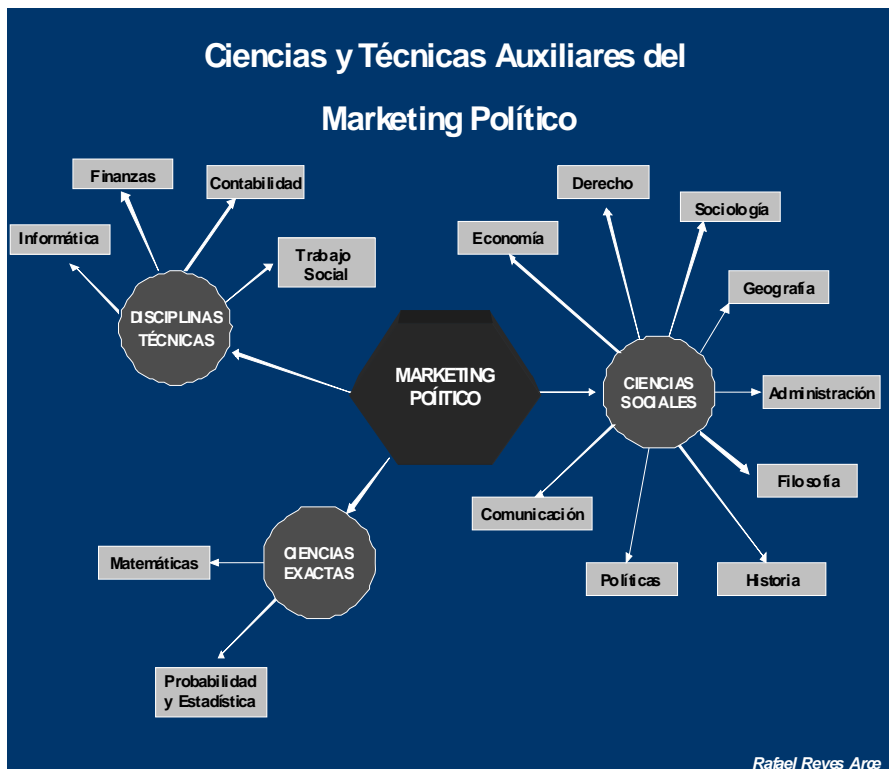 Ciencias y Técnicas Auxiliares del
Marketing Político
Finanzas
Contabilidad
Informática
Trabajo
Social
DISCIPLINAS
TÉCNICAS
Derecho
Sociología
Economía
Geografía
MARKETING
POÍITICO
CIENCIAS
SOCIALES
Administración
Filosofía
Comunicación
Políticas
Historia
CIENCIAS
EXACTAS
Matemáticas
Probabilidad
y Estadística
Rafael Reyes Arce